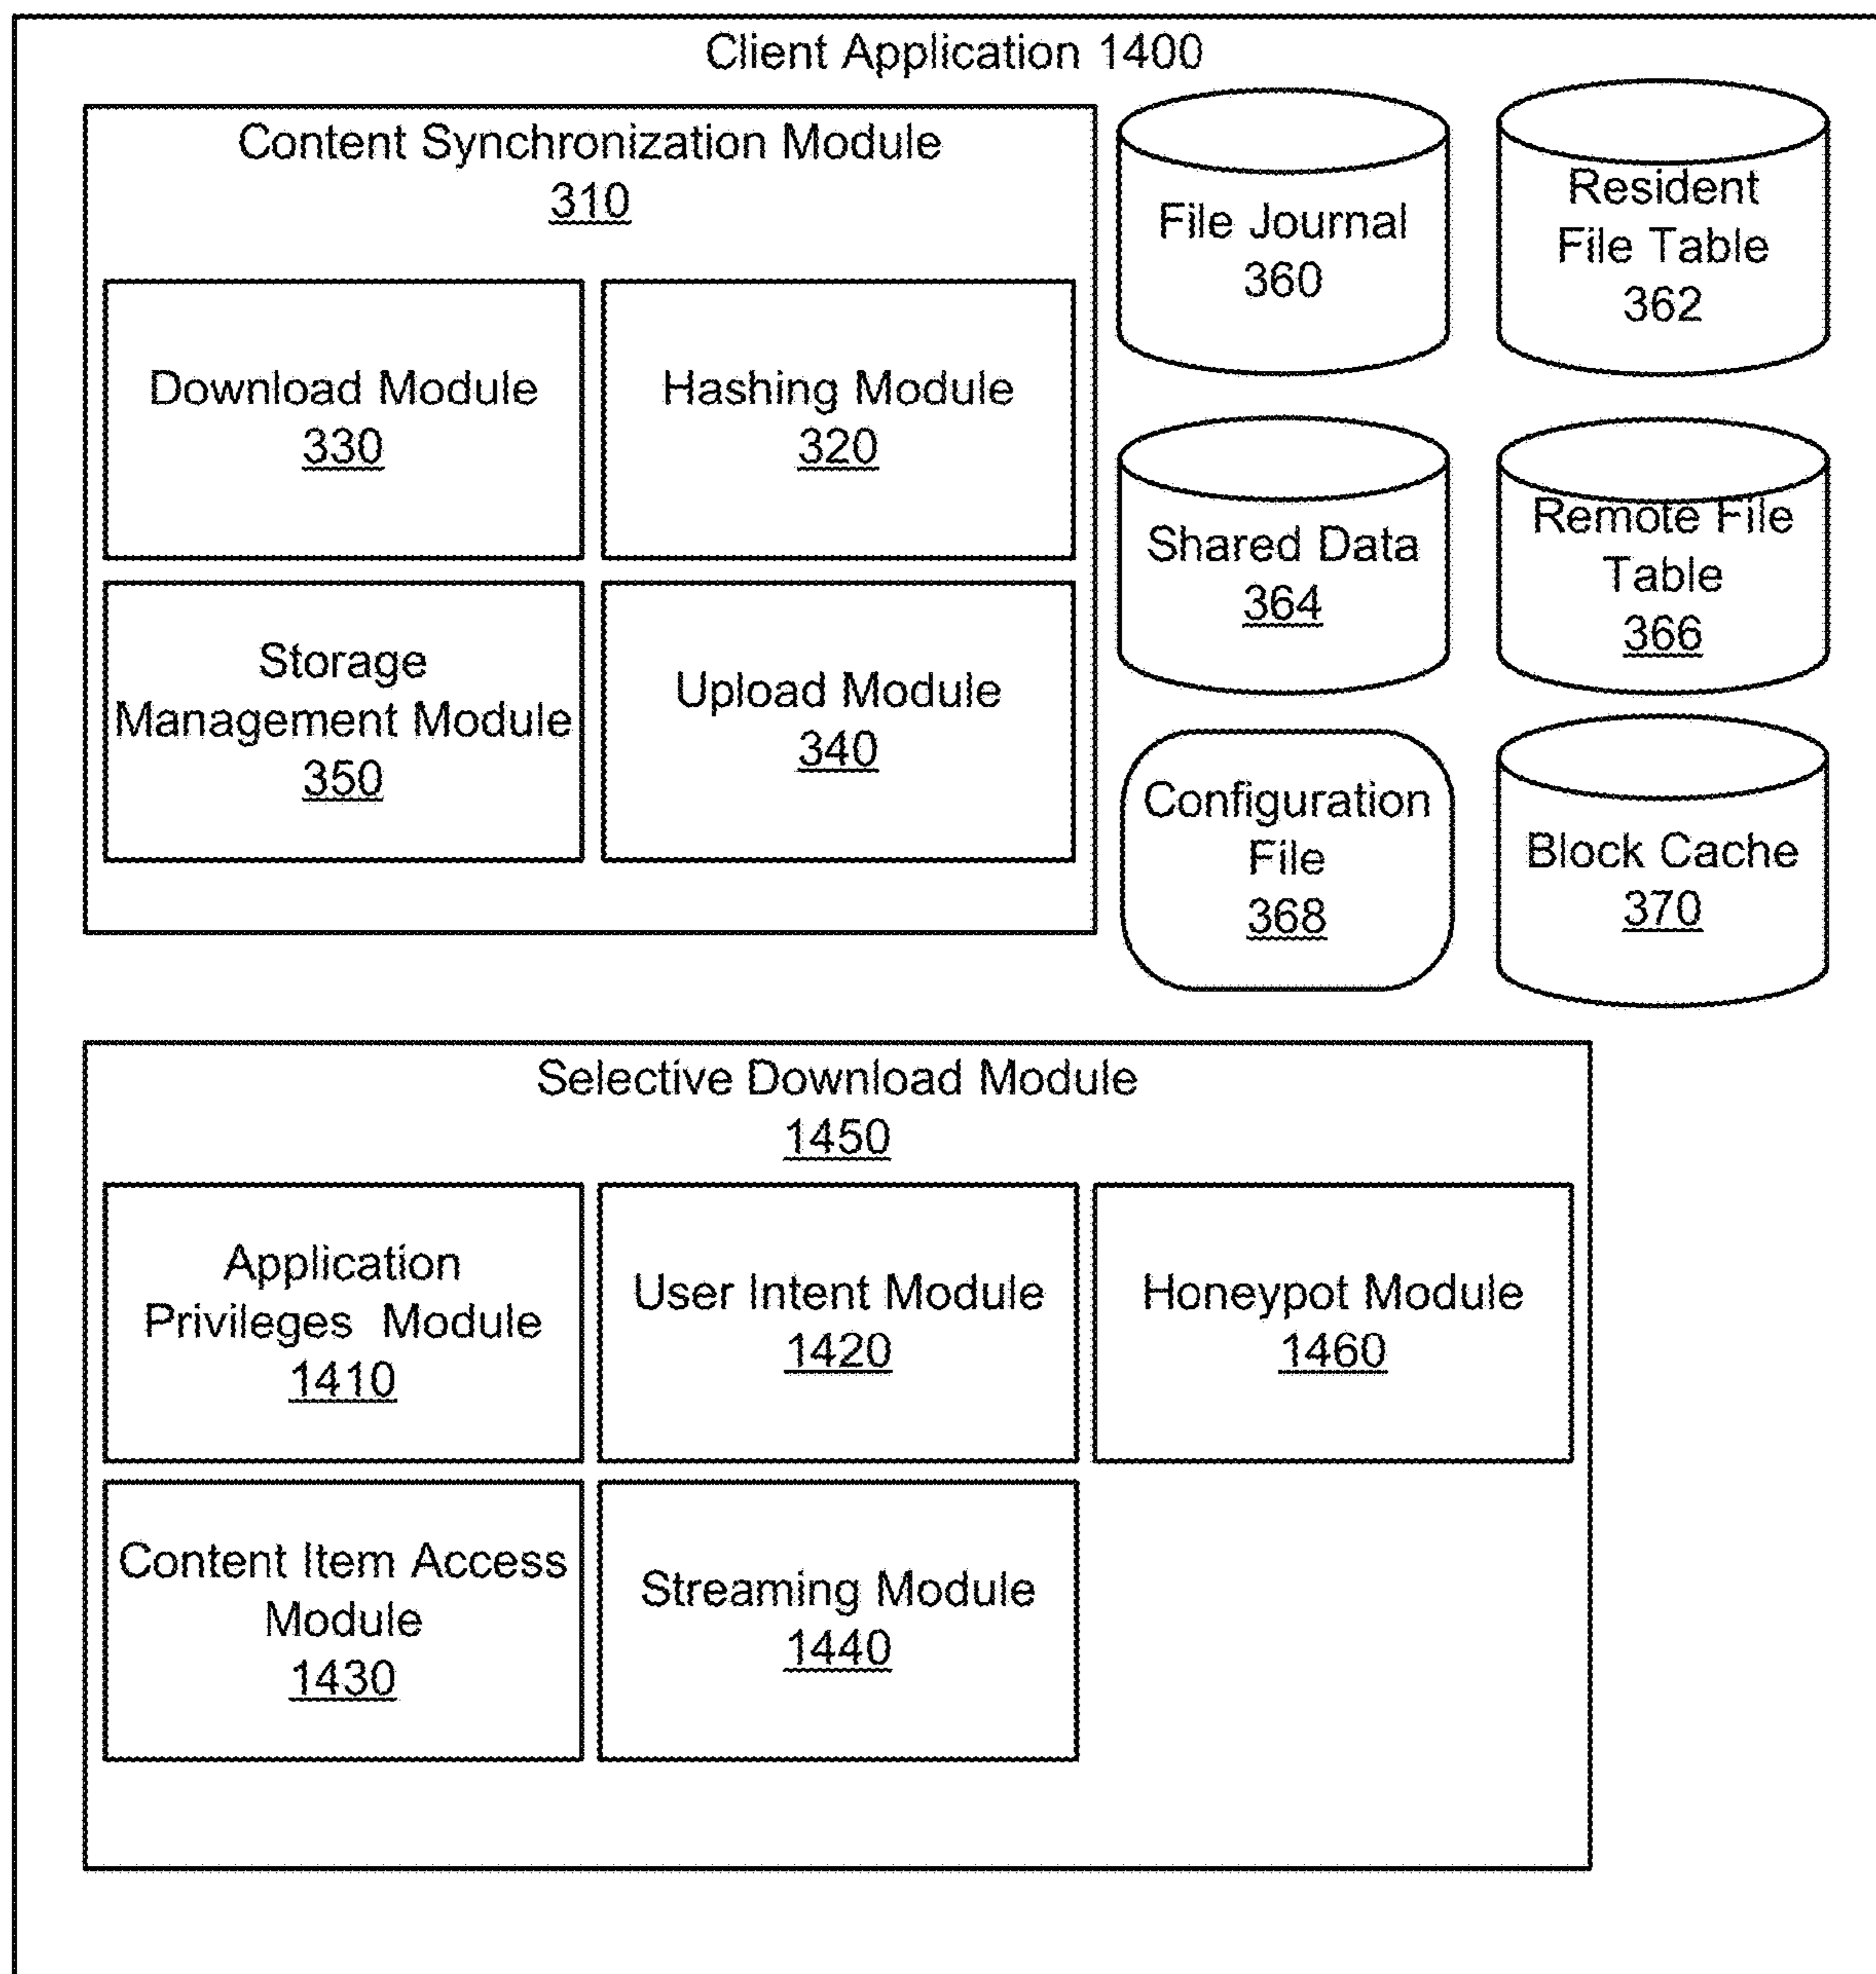 Client Application 1400
Content Synchronization Module
310
Download Module
330
Hashing Module
320
Storage
Management Module
350
Upload Module
340
File Journal
360
Resident
File Table
362
Shared Data
364
Remote File
Table
366
Configuration
File
368
Block Cache
370
Selective Download Module
1450
Application
Privileges Module
1410
User Intent Module
1420
Honeypot Module
1460
Content Item Access
Module
1430
Streaming Module
1440